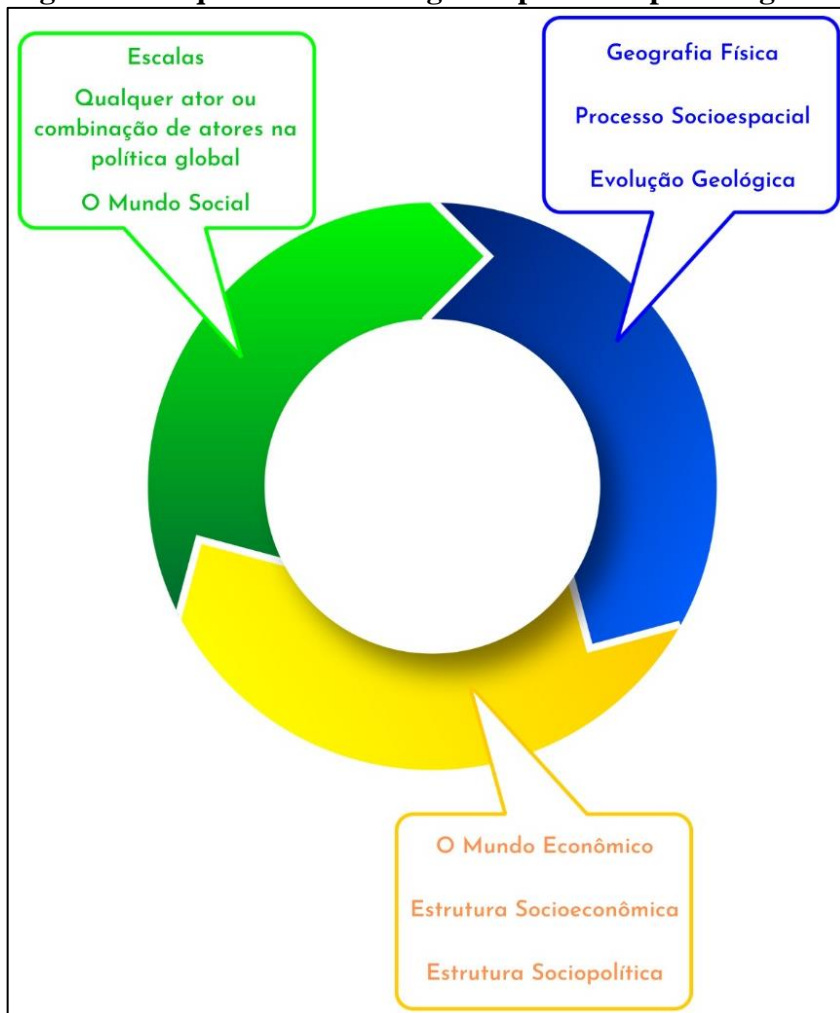 Escalas
Qualquer ator ou
combinação de atores na
política global
O Mundo Social
Geografia Física
Processo Socioespacial
Evolução Geológica
O Mundo Econômico
Estrutura Socioeconômica
Estrutura Sociopolítica